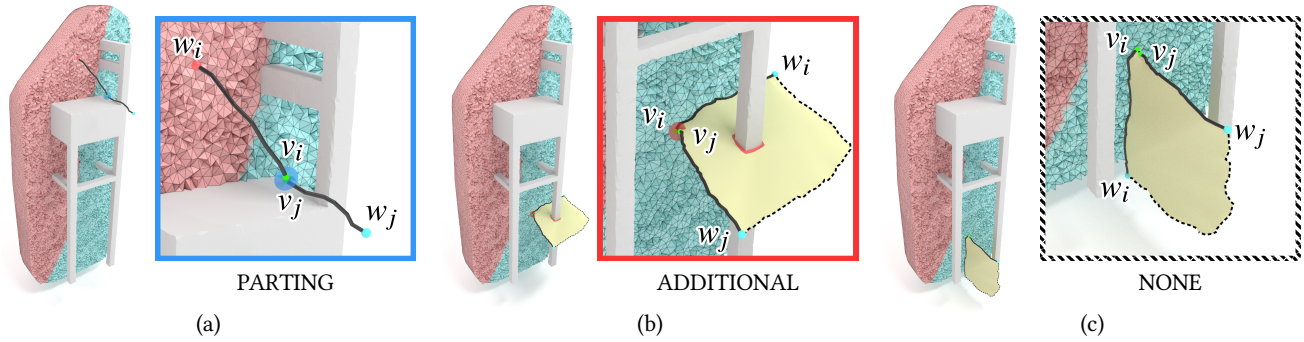 w_i
v_i
v_j
w_j
PARTING
(a)
w_i
v_i
v_j
w_j
ADDITIONAL
(b)
v_i
v_j
w_j
w_i
NONE
(c)